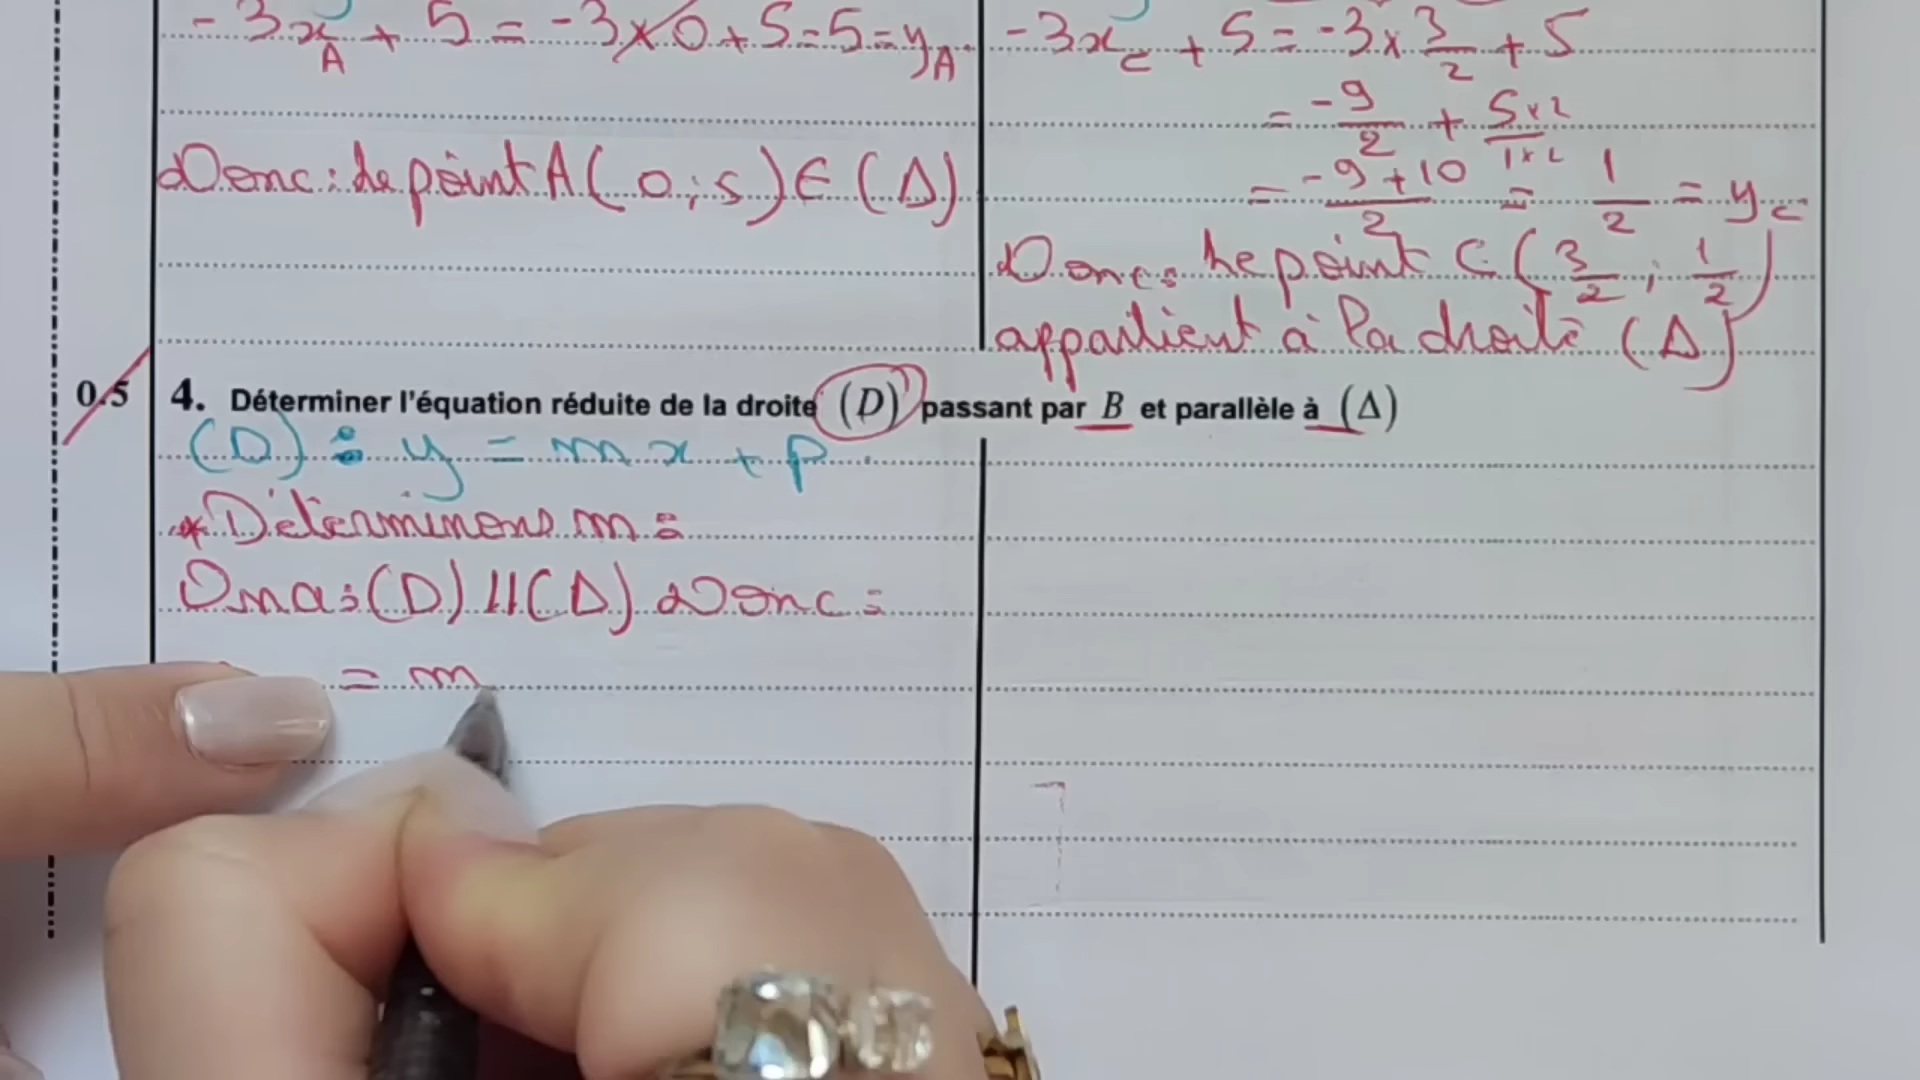 -3x_A + 5 = -3×0+5=5=y_A.
Donc: le point A(0;5)∈(Δ)
-3x_C + 5 = -3× 3/2 + 5
= -9/2 + 5×2/1×2
= -9+10/2 = 1/2 = y_C
Donc: le point C(3/2; 1/2)
appartient à la droite (Δ)
0.5
4. Déterminer l'équation réduite de la droite (D) passant par B et parallèle à (Δ)
(D) : y = mx + p.
*Déterminons m:
On a: (D) // (Δ) Donc:
= m